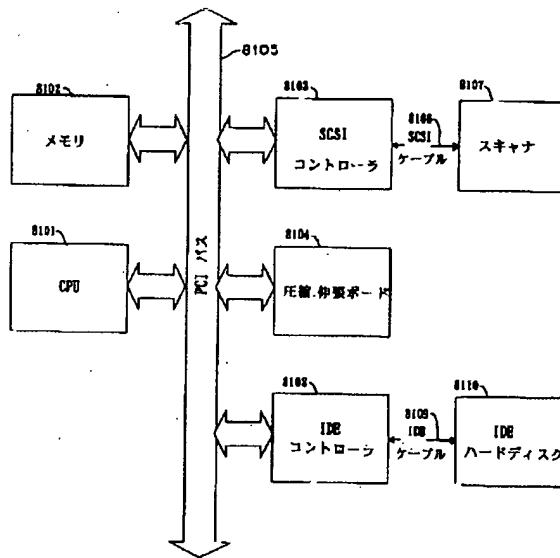 8105
8102
メモリ
8103
SCSI
コントローラ
8106
SCSI
ケーブル
8107
スキャナ
8101
CPU
PCI バス
8104
圧縮.伸張ボード
8108
IDE
コントローラ
8109
IDE
ケーブル
8110
IDE
ハードディスク